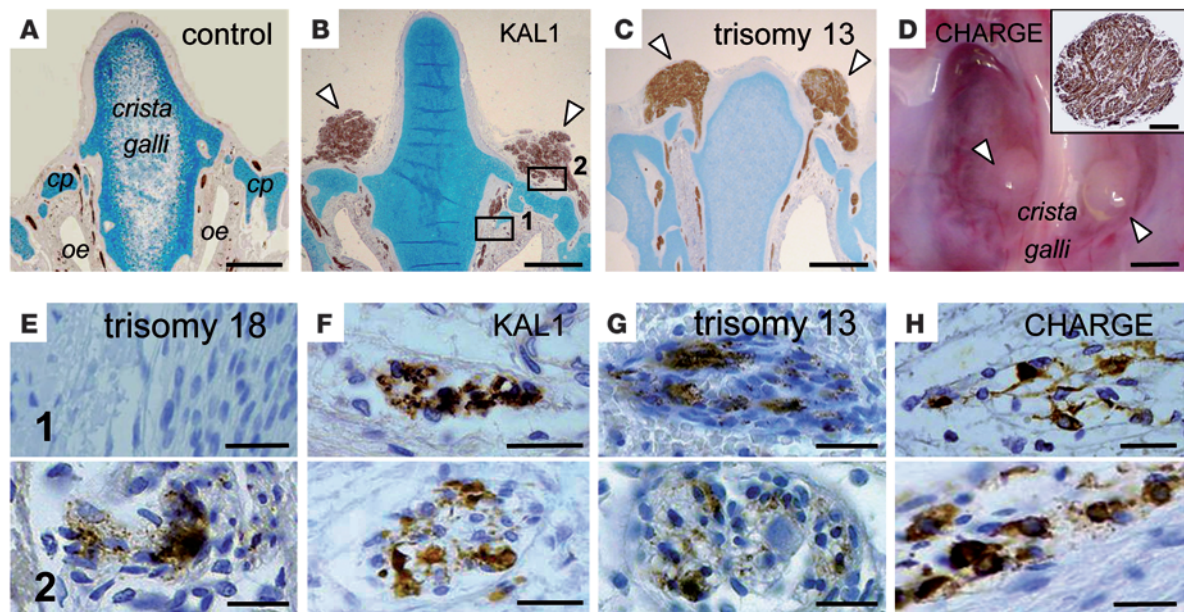 A control
B KAL1
C trisomy 13
D CHARGE
crista
galli
cp
cp
oe
oe
2
1
crista
galli
E trisomy 18
F KAL1
G trisomy 13
H CHARGE
1
2